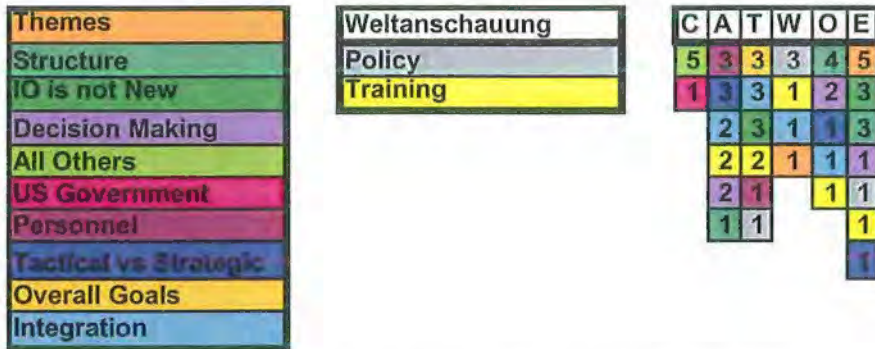 Themes
Structure
IO is not New
Decision Making
All Others
US Government
Personnel
Tactical vs Strategic
Overall Goals
Integration
Weltanschauung
Policy
Training
C A T W O E
5 3 3 3 4 5
1 3 3 1 2 3
2 3 1 1 3
2 2 1 1 1
2 1 1 1
1 1 1
1